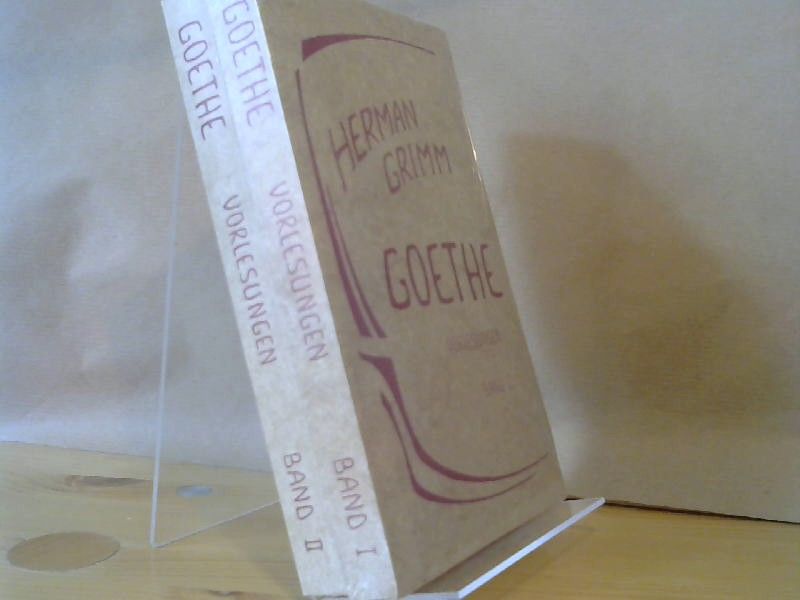 GOETHE VORLESUNGEN BAND II
GOETHE VORLESUNGEN BAND I
HERMAN
GRIMM
GOETHE